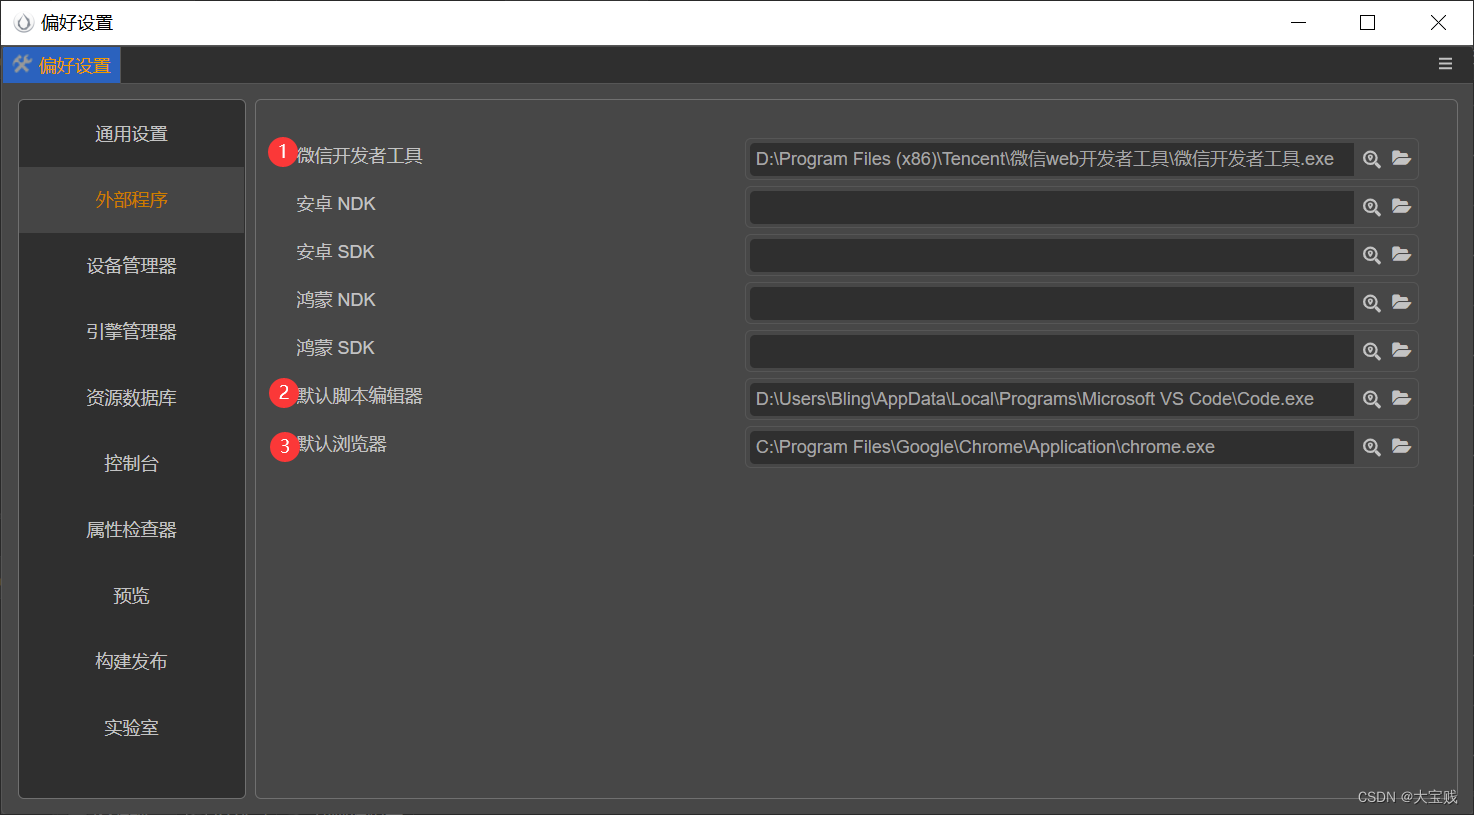 偏好设置
偏好设置
通用设置
外部程序
设备管理器
引擎管理器
资源数据库
控制台
属性检查器
预览
构建发布
实验室
1 微信开发者工具 D:\Program Files (x86)\Tencent\微信web开发者工具\微信开发者工具.exe
安卓 NDK
安卓 SDK
鸿蒙 NDK
鸿蒙 SDK
2 默认脚本编辑器 D:\Users\Bling\AppData\Local\Programs\Microsoft VS Code\Code.exe
3 默认浏览器 C:\Program Files\Google\Chrome\Application\chrome.exe
CSDN @大宝贱